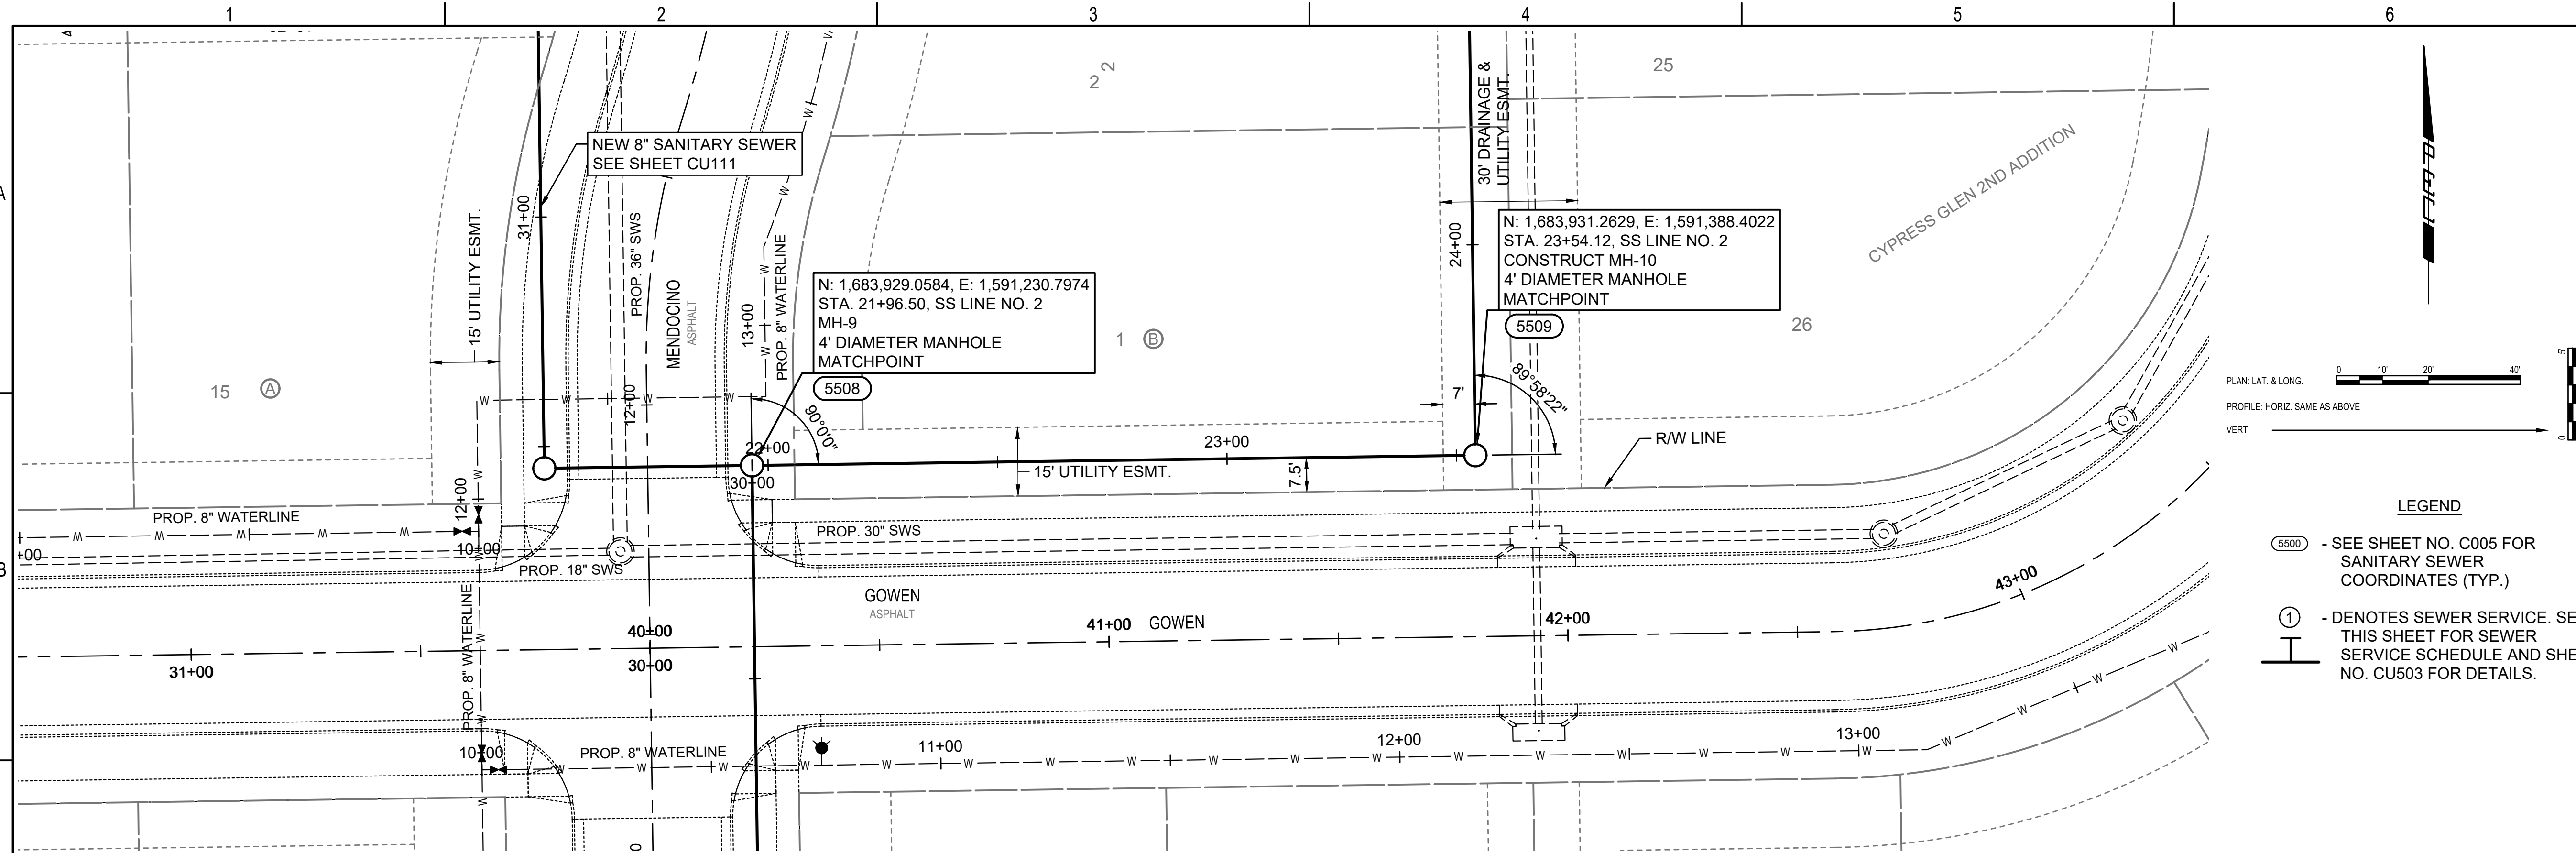 1
2
3
4
5
6
A
B
NEW 8" SANITARY SEWER
SEE SHEET CU111
31+00
15' UTILITY ESMT.
PROP. 36" SWS
MENDOCINO
ASPHALT
12+00
13+00
PROP. 8" WATERLINE
N: 1,683,929.0584, E: 1,591,230.7974
STA. 21+96.50, SS LINE NO. 2
MH-9
4' DIAMETER MANHOLE
MATCHPOINT
5508
90°0'0"
22+00
30+00
2
2
1
B
23+00
15' UTILITY ESMT.
7.5'
30' DRAINAGE &
UTILITY ESMT.
24+00
N: 1,683,931.2629, E: 1,591,388.4022
STA. 23+54.12, SS LINE NO. 2
CONSTRUCT MH-10
4' DIAMETER MANHOLE
MATCHPOINT
5509
7'
89°58'22"
R/W LINE
25
26
CYPRESS GLEN 2ND ADDITION
15
A
PROP. 8" WATERLINE
12+00
10+00
+00
PROP. 18" SWS
PROP. 30" SWS
GOWEN
ASPHALT
PROP. 8" WATERLINE
31+00
40+00
30+00
41+00
GOWEN
42+00
43+00
10+00
PROP. 8" WATERLINE
11+00
12+00
13+00
PLAN: LAT. & LONG.
0
10'
20'
40'
PROFILE: HORIZ. SAME AS ABOVE
VERT:
0
5'
LEGEND
5500
- SEE SHEET NO. C005 FOR
SANITARY SEWER
COORDINATES (TYP.)
1
- DENOTES SEWER SERVICE. SE
THIS SHEET FOR SEWER
SERVICE SCHEDULE AND SHE
NO. CU503 FOR DETAILS.